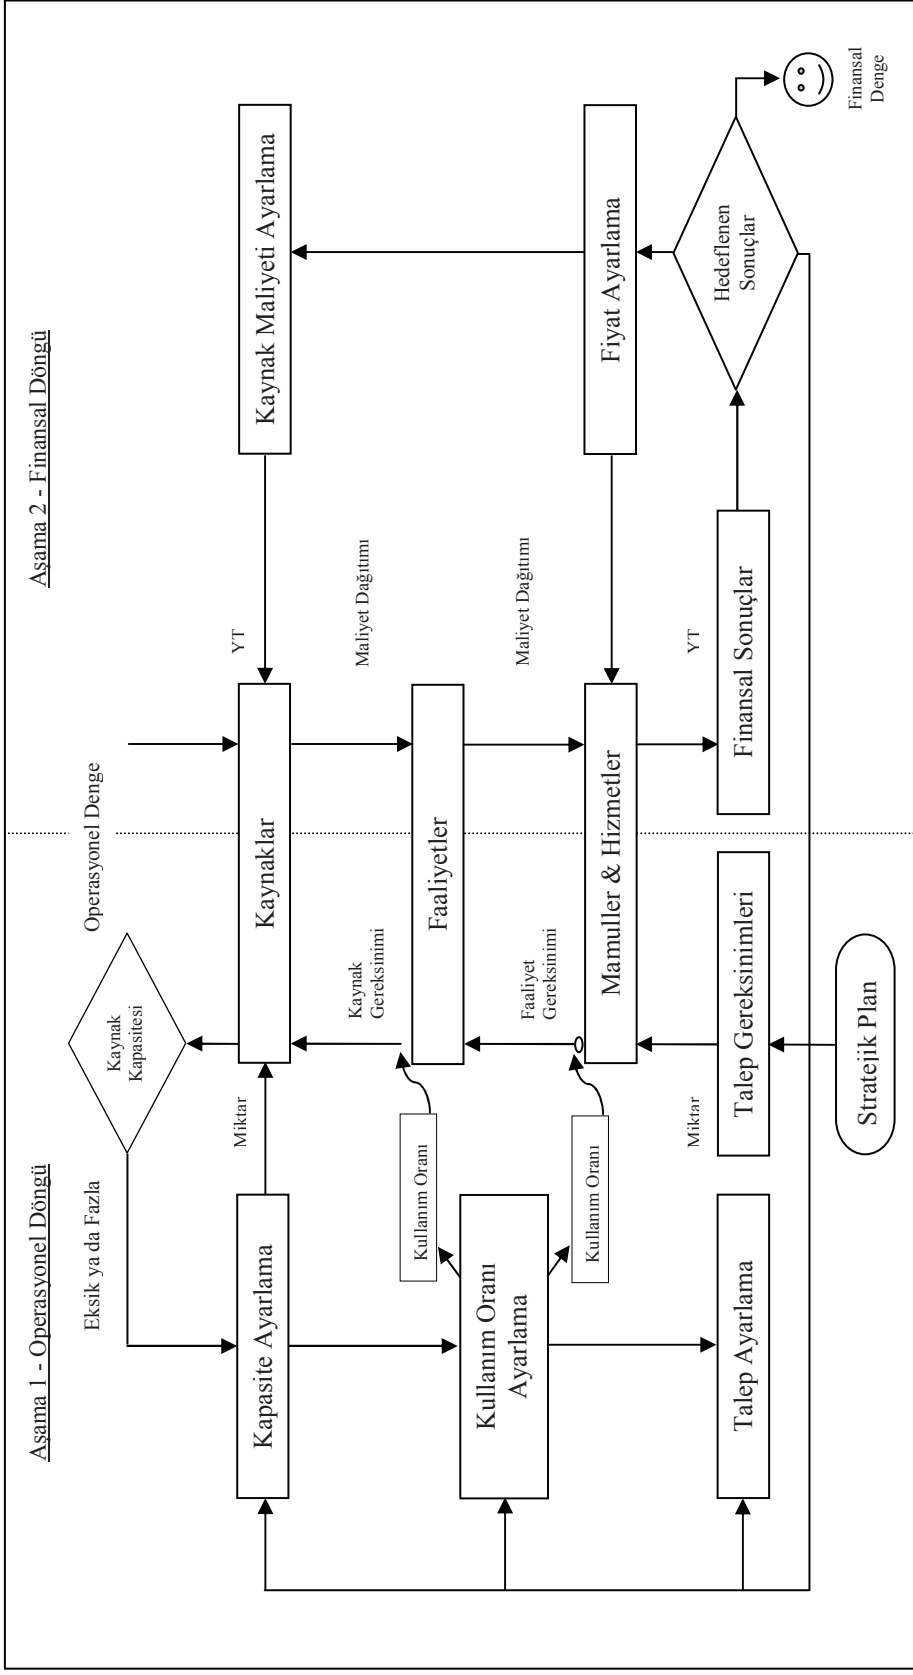 Aşama 1 - Operasyonel Döngü
Aşama 2 - Finansal Döngü
Eksik ya da Fazla
Kaynak
Kapasitesi
Operasyonel Denge
Kapasite Ayarlama
Miktar
Kaynaklar
YT
Kaynak Maliyeti Ayarlama
Kullanım Oranı
Kaynak
Gereksinimi
Maliyet Dağıtımı
Faaliyetler
Kullanım Oranı
Ayarlama
Kullanım Oranı
Faaliyet
Gereksinimi
Maliyet Dağıtımı
Mamuller & Hizmetler
Fiyat Ayarlama
Miktar
YT
Talep Ayarlama
Talep Gereksinimleri
Finansal Sonuçlar
Hedeflenen
Sonuçlar
Stratejik Plan
Finansal
Denge